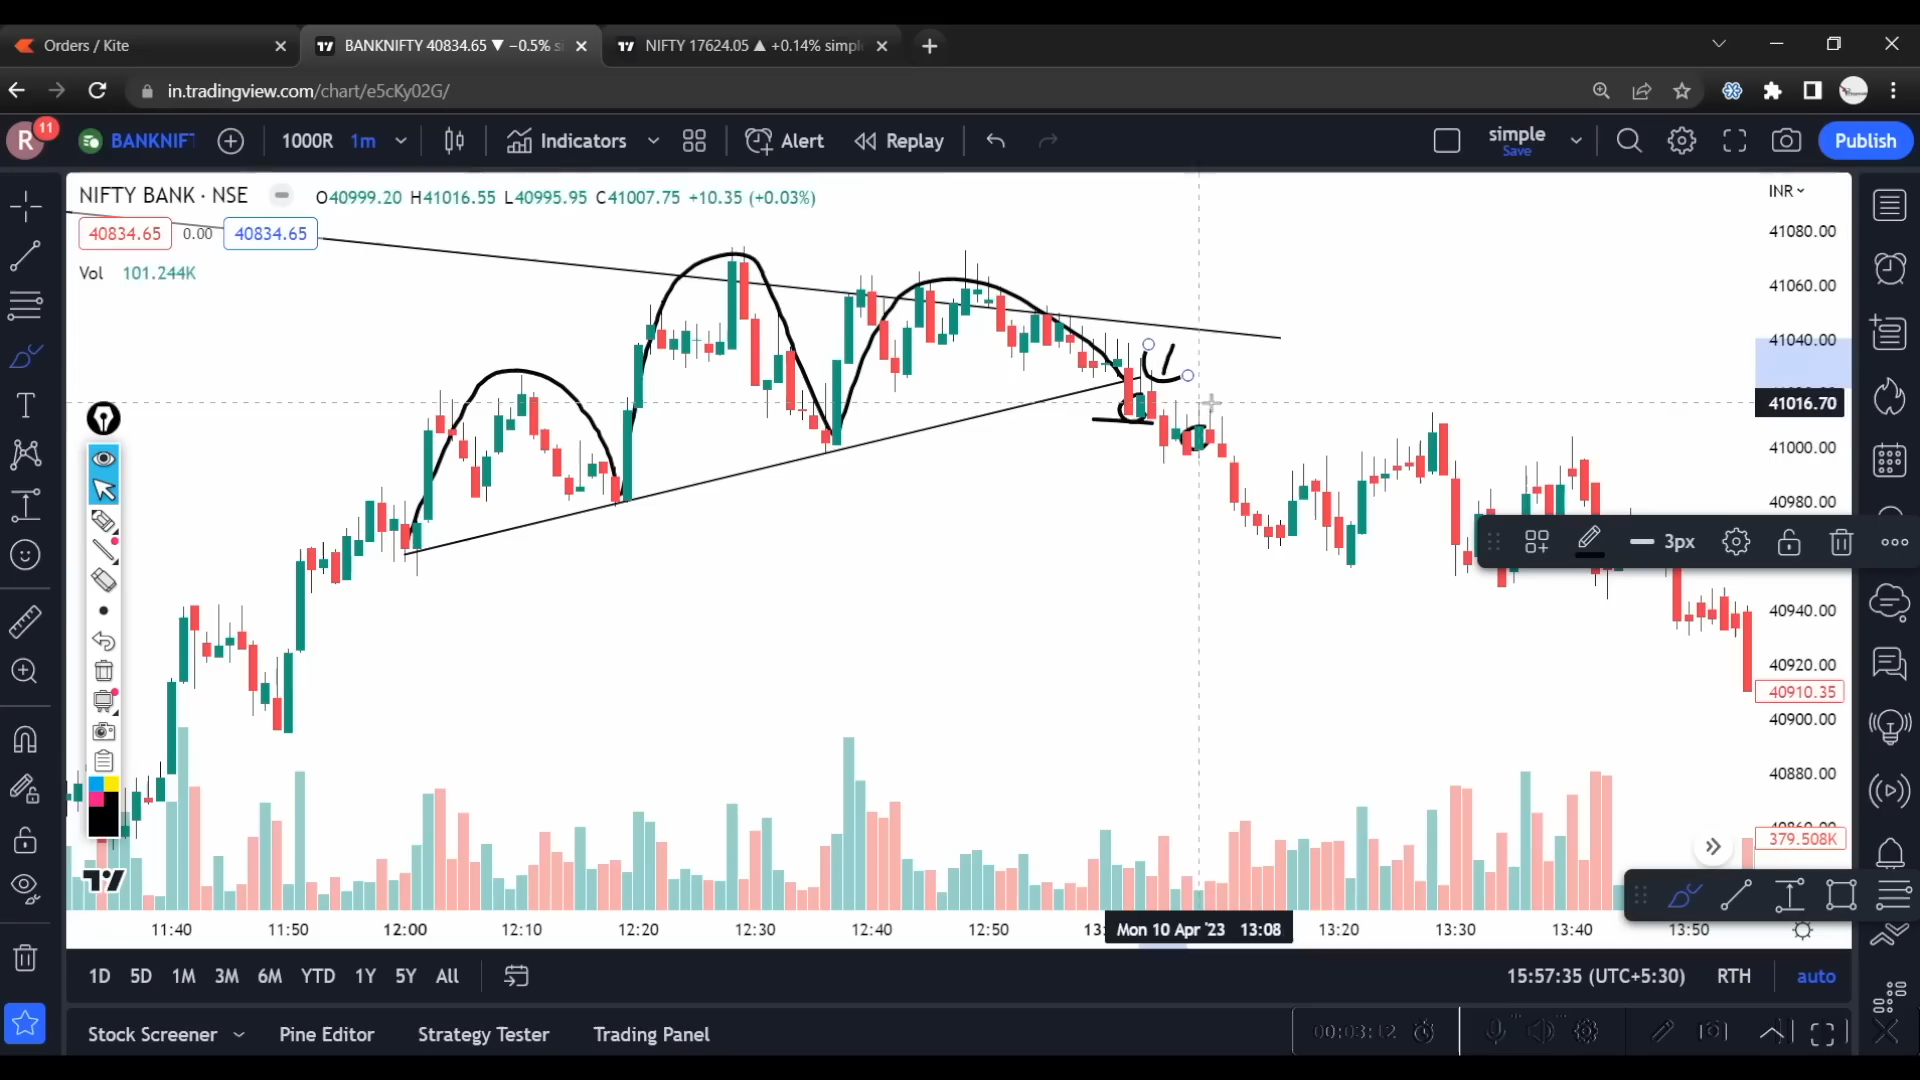 Orders / Kite
BANKNIFTY 40834.65 ▼ −0.5% si
NIFTY 17624.05 ▲ +0.14% simpl
in.tradingview.com/chart/e5cKy02G/
R 11 BANKNIF 1000R 1m Indicators Alert Replay simple Save Publish
NIFTY BANK · NSE O40999.20 H41016.55 L40995.95 C41007.75 +10.35 (+0.03%) INR
40834.65 0.00 40834.65
Vol 101.244K
41080.00
41060.00
41040.00
41016.70
41000.00
40980.00
3px
40940.00
40920.00
40910.35
40900.00
40880.00
379.508K
11:40 11:50 12:00 12:10 12:20 12:30 12:40 12:50 Mon 10 Apr '23 13:08 13:20 13:30 13:40 13:50
1D 5D 1M 3M 6M YTD 1Y 5Y All 15:57:35 (UTC+5:30) RTH auto
Stock Screener Pine Editor Strategy Tester Trading Panel 00:03:12